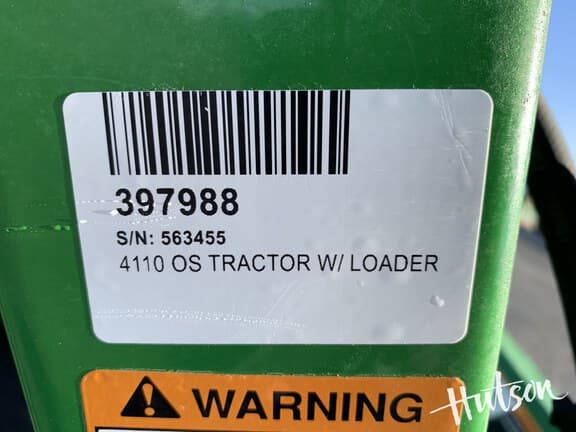 397988
S/N: 563455
4110 OS TRACTOR W/ LOADER
WARNING
Hutson